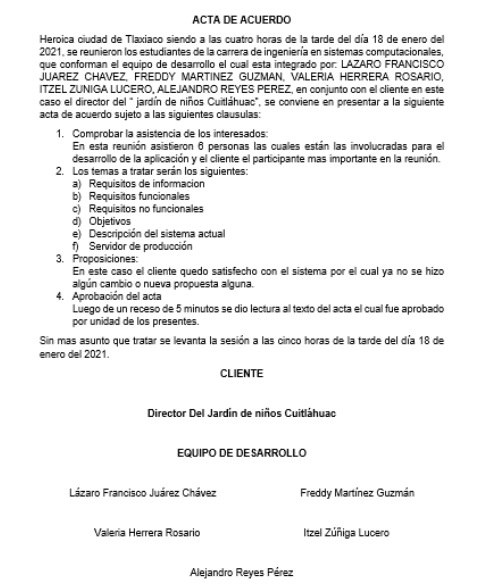 ACTA DE ACUERDO
Heroica ciudad de Tlaxiaco siendo a las cuatro horas de la tarde del día 18 de enero del
2021, se reunieron los estudiantes de la carrera de ingeniería en sistemas computacionales,
que conforman el equipo de desarrollo el cual esta integrado por: LAZARO FRANCISCO
JUAREZ CHAVEZ, FREDDY MARTINEZ GUZMAN, VALERIA HERRERA ROSARIO,
ITZEL ZUNIGA LUCERO, ALEJANDRO REYES PEREZ, en conjunto con el cliente en este
caso el director del " jardín de niños Cuitláhuac", se conviene en presentar a la siguiente
acta de acuerdo sujeto a las siguientes clausulas:
1. Comprobar la asistencia de los interesados:
En esta reunión asistieron 6 personas las cuales están las involucradas para el
desarrollo de la aplicación y el cliente el participante mas importante en la reunión.
2. Los temas a tratar serán los siguientes:
a) Requisitos de informacion
b) Requisitos funcionales
c) Requisitos no funcionales
d) Objetivos
e) Descripción del sistema actual
f) Servidor de producción
3. Proposiciones:
En este caso el cliente quedo satisfecho con el sistema por el cual ya no se hizo
algún cambio o nueva propuesta alguna.
4. Aprobación del acta
Luego de un receso de 5 minutos se dio lectura al texto del acta el cual fue aprobado
por unidad de los presentes.
Sin mas asunto que tratar se levanta la sesión a las cinco horas de la tarde del día 18 de
enero del 2021.
CLIENTE
Director Del Jardín de niños Cuitláhuac
EQUIPO DE DESARROLLO
Lázaro Francisco Juárez Chávez Freddy Martínez Guzmán
Valeria Herrera Rosario Itzel Zúñiga Lucero
Alejandro Reyes Pérez